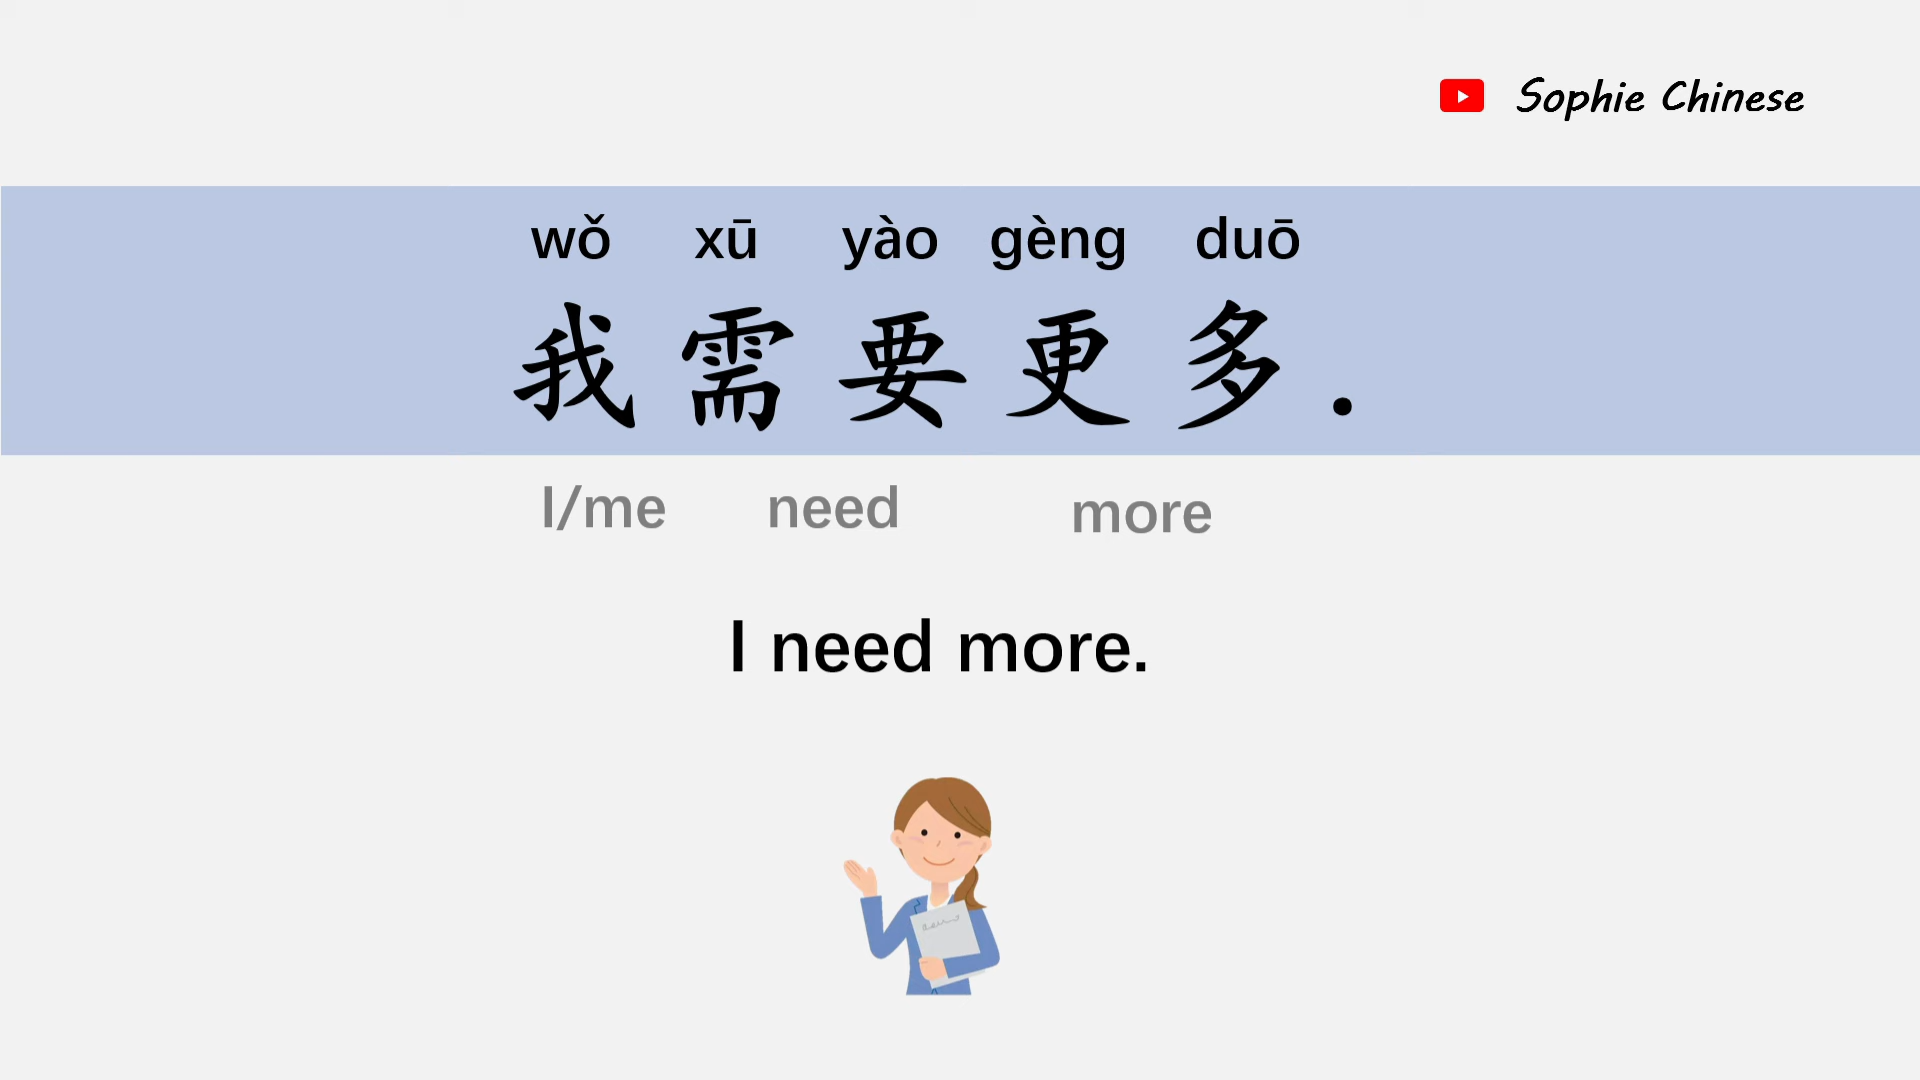 Sophie Chinese
wǒ xū yào gèng duō
我需要更多.
I/me need more
I need more.